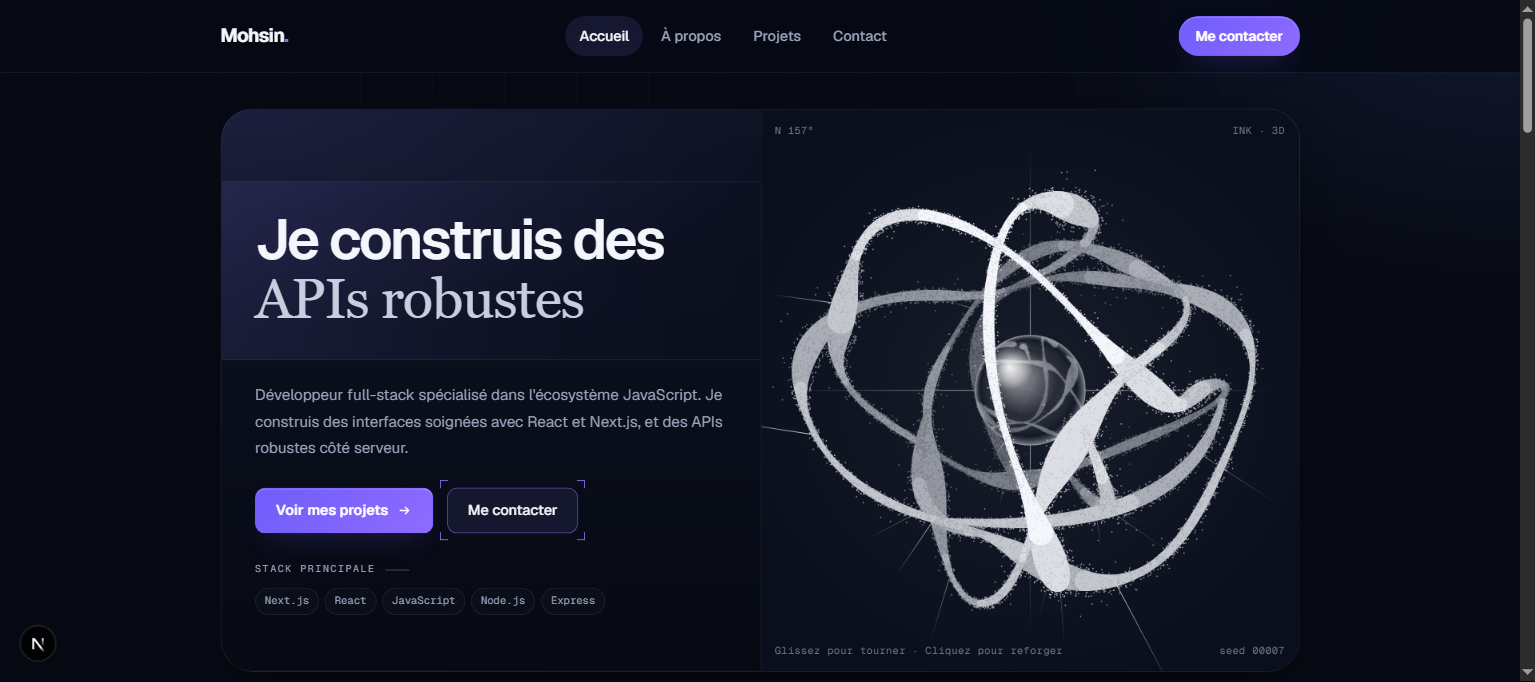 Mohsin.
Accueil
À propos
Projets
Contact
Me contacter
N 157°
INK · 3D
Je construis des
APIs robustes
Développeur full-stack spécialisé dans l'écosystème JavaScript. Je
construis des interfaces soignées avec React et Next.js, et des APIs
robustes côté serveur.
Voir mes projets →
Me contacter
STACK PRINCIPALE
Next.js
React
JavaScript
Node.js
Express
Glissez pour tourner · Cliquez pour reforger
seed 00007
N